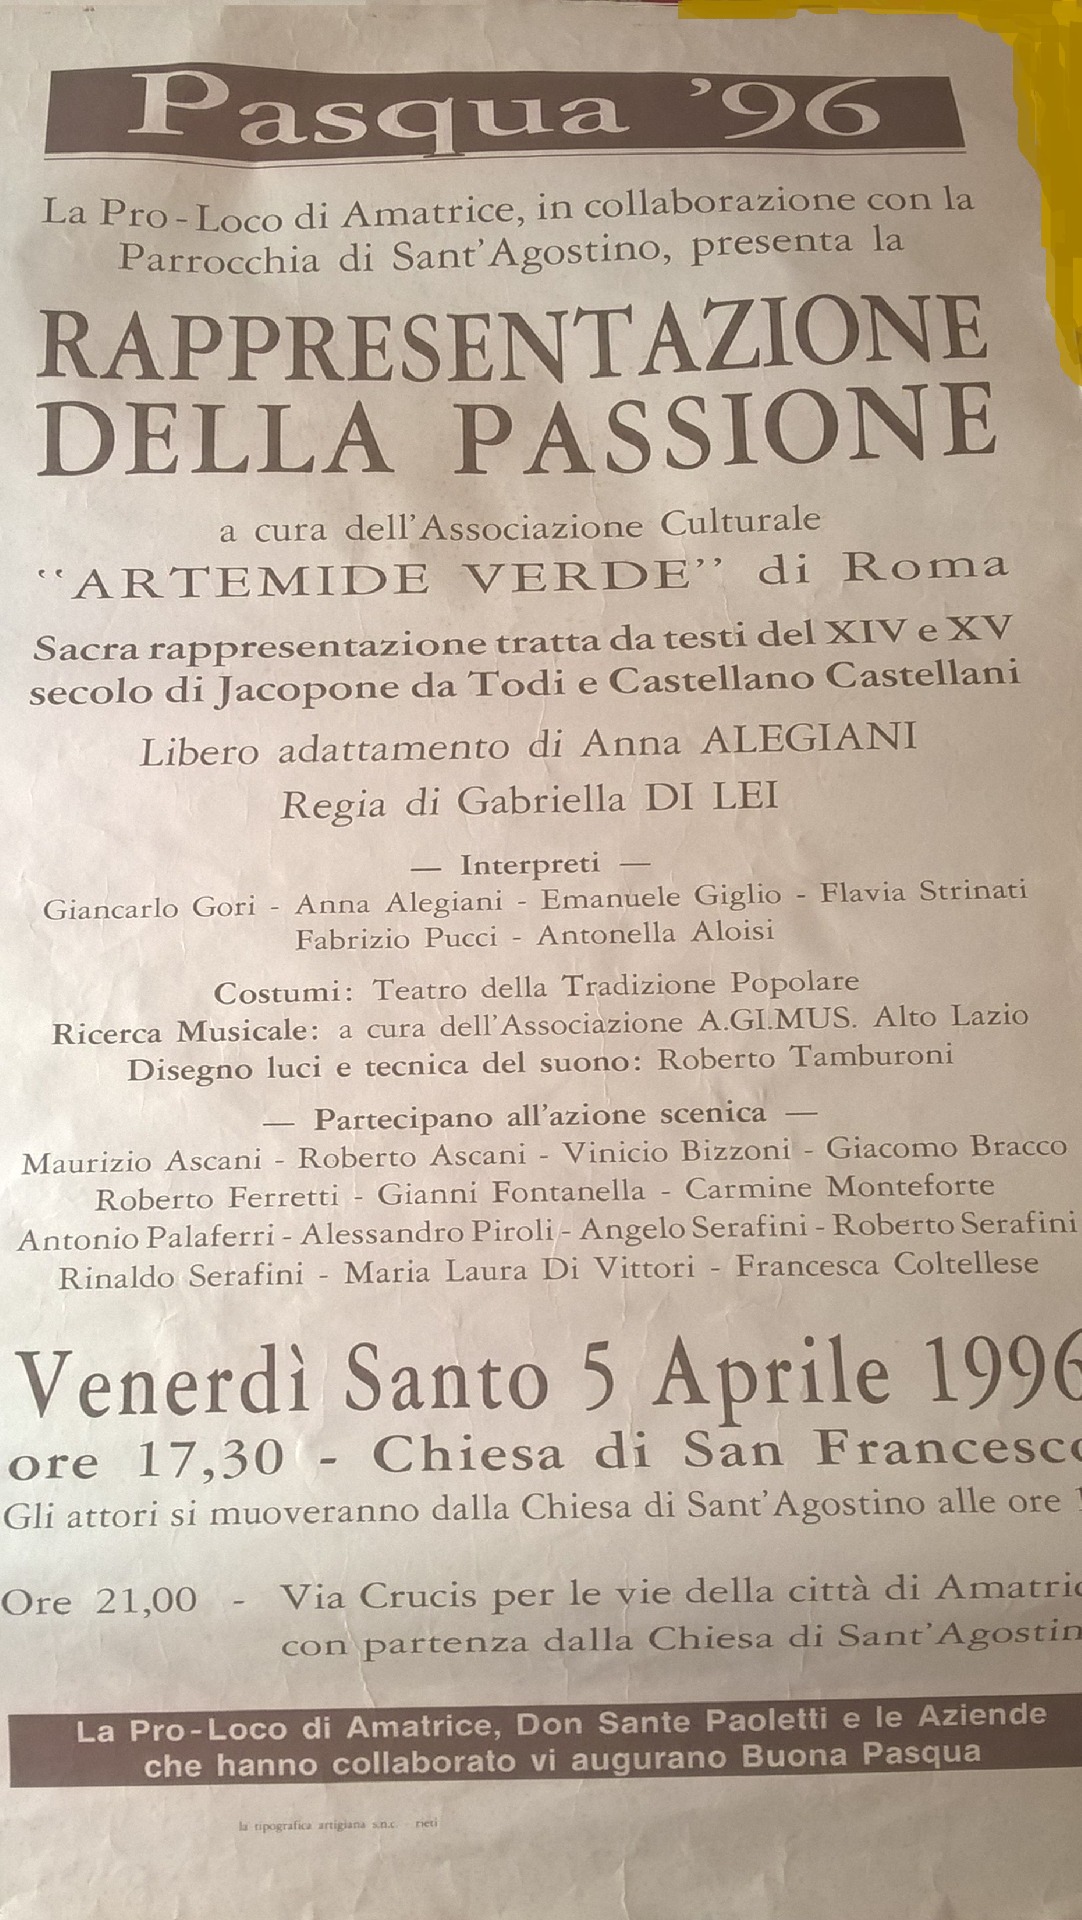 Pasqua '96
La Pro-Loco di Amatrice, in collaborazione con la
Parrocchia di Sant'Agostino, presenta la
RAPPRESENTAZIONE
DELLA PASSIONE
a cura dell'Associazione Culturale
"ARTEMIDE VERDE" di Roma
Sacra rappresentazione tratta da testi del XIV e XV
secolo di Jacopone da Todi e Castellano Castellani
Libero adattamento di Anna ALEGIANI
Regia di Gabriella DI LEI
— Interpreti —
Giancarlo Gori - Anna Alegiani - Emanuele Giglio - Flavia Strinati
Fabrizio Pucci - Antonella Aloisi
Costumi: Teatro della Tradizione Popolare
Ricerca Musicale: a cura dell'Associazione A.GI.MUS. Alto Lazio
Disegno luci e tecnica del suono: Roberto Tamburoni
— Partecipano all'azione scenica —
Maurizio Ascani - Roberto Ascani - Vinicio Bizzoni - Giacomo Bracco
Roberto Ferretti - Gianni Fontanella - Carmine Monteforte
Antonio Palaferri - Alessandro Piroli - Angelo Serafini - Roberto Serafini
Rinaldo Serafini - Maria Laura Di Vittori - Francesca Coltellese
Venerdì Santo 5 Aprile 1996
ore 17,30 - Chiesa di San Francesco
Gli attori si muoveranno dalla Chiesa di Sant'Agostino alle ore
Ore 21,00 - Via Crucis per le vie della città di Amatric
con partenza dalla Chiesa di Sant'Agostin
La Pro-Loco di Amatrice, Don Sante Paoletti e le Aziende
che hanno collaborato vi augurano Buona Pasqua
la tipografica artigiana s.n.c. - rieti